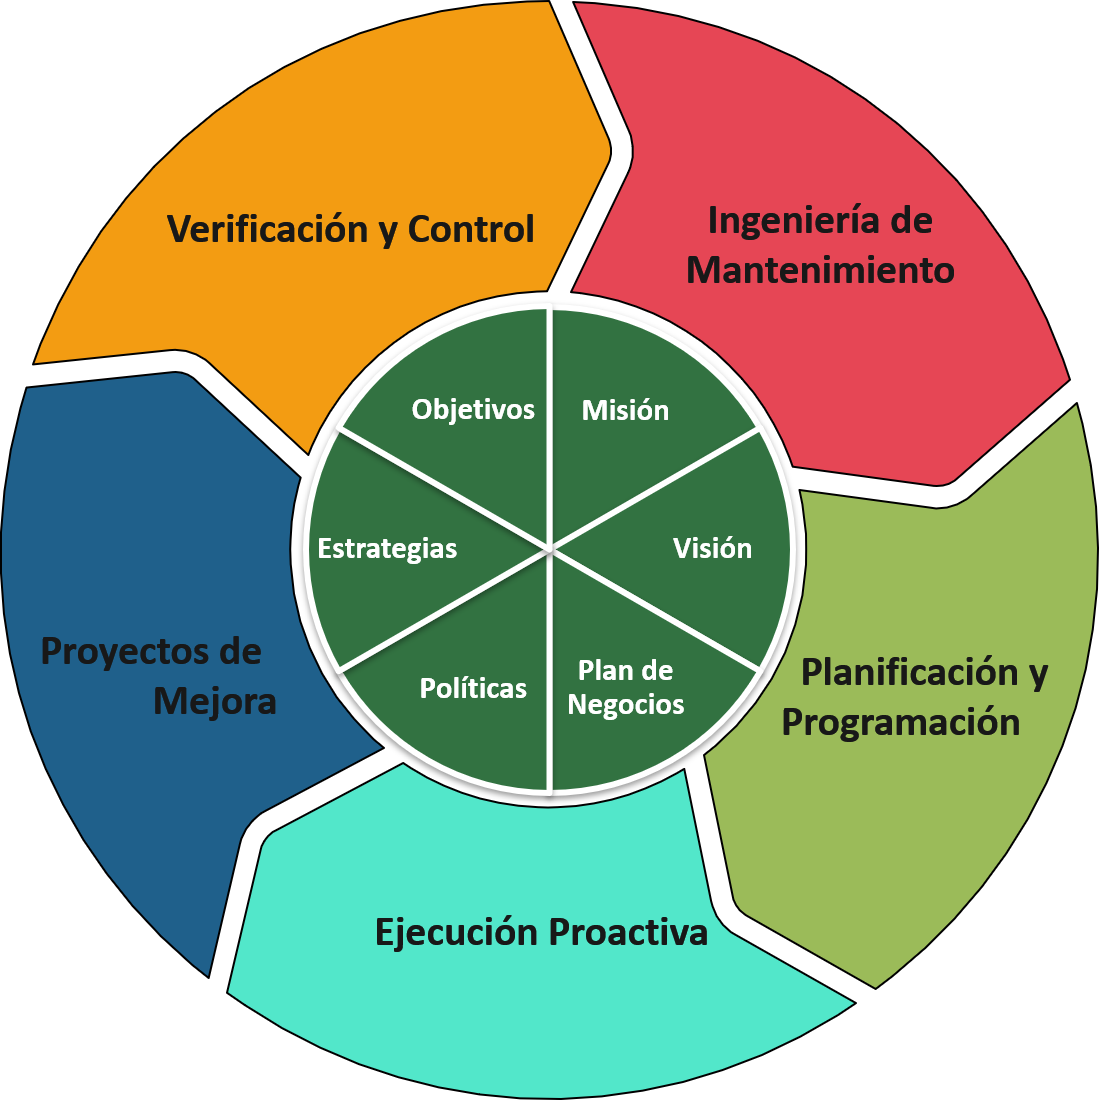 Verificación y Control
Ingeniería de
Mantenimiento
Objetivos
Misión
Estrategias
Visión
Políticas
Plan de
Negocios
Proyectos de
Mejora
Planificación y
Programación
Ejecución Proactiva